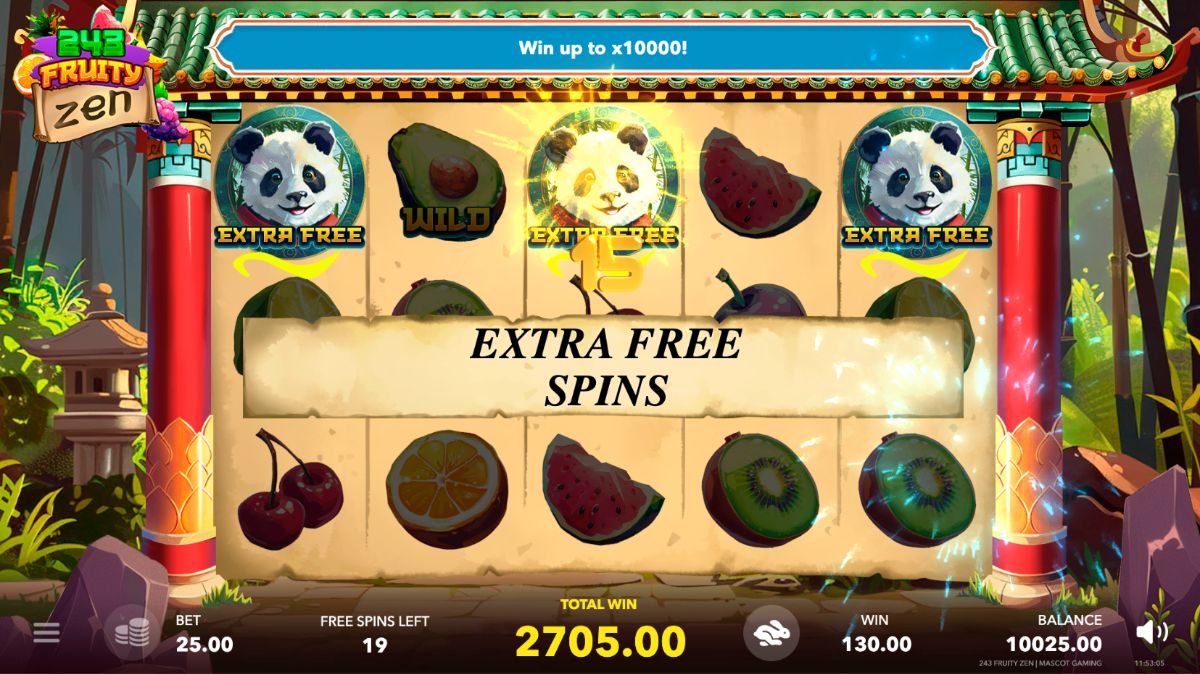 243
FRUITY
zen
Win up to x10000!
EXTRA FREE
WILD
EXTRA FREE
EXTRA FREE
15
EXTRA FREE
SPINS
BET
25.00
FREE SPINS LEFT
19
TOTAL WIN
2705.00
WIN
130.00
BALANCE
10025.00
243 FRUITY ZEN | MASCOT GAMING
11:53:05